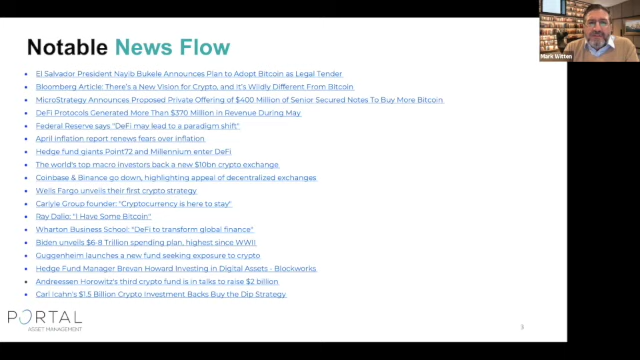 Notable News Flow
El Salvador President Nayib Bukele Announces Plan to Adopt Bitcoin as Legal Tender
Bloomberg Article: There's a New Vision for Crypto, and it's Wildly Different From Bitcoin
MicroStrategy Announces Proposed Private Offering of $400 Million of Senior Secured Notes To Buy More Bitcoin
DeFi Protocols Generated More Than $370 Million in Revenue During May
Federal Reserve says "DeFi may lead to a paradigm shift"
April inflation report renews fears over inflation
Hedge fund giants Point72 and Millennium enter DeFi
The world's top macro investors back a new $10bn crypto exchange
Coinbase & Binance go down, highlighting appeal of decentralized exchanges
Wells Fargo unveils their first crypto strategy
Carlyle Group founder: "Cryptocurrency is here to stay"
Ray Dalio: "I Have Some Bitcoin"
Wharton Business School: "DeFi to transform global finance"
Biden unveils $6-8 Trillion spending plan, highest since WWII
Guggenheim launches a new fund seeking exposure to crypto
Hedge Fund Manager Brevan Howard Investing in Digital Assets - Blockworks.
Andreessen Horowitz's third crypto fund is in talks to raise $2 billion
Carl Icahn's $1.5 Billion Crypto Investment Backs Buy the Dip Strategy
PORTAL
ASSET MANAGEMENT
3
Mark Witten